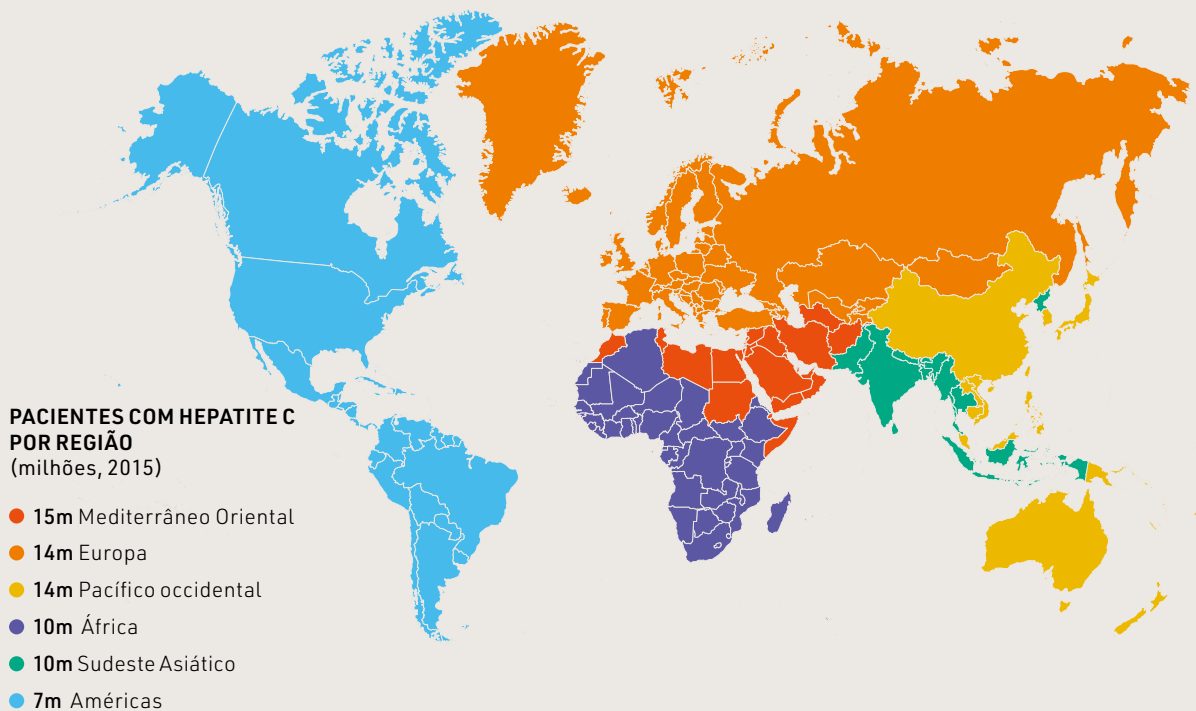 PACIENTES COM HEPATITE C
POR REGIÃO
(milhões, 2015)
15m Mediterrâneo Oriental
14m Europa
14m Pacífico occidental
10m África
10m Sudeste Asiático
7m Américas